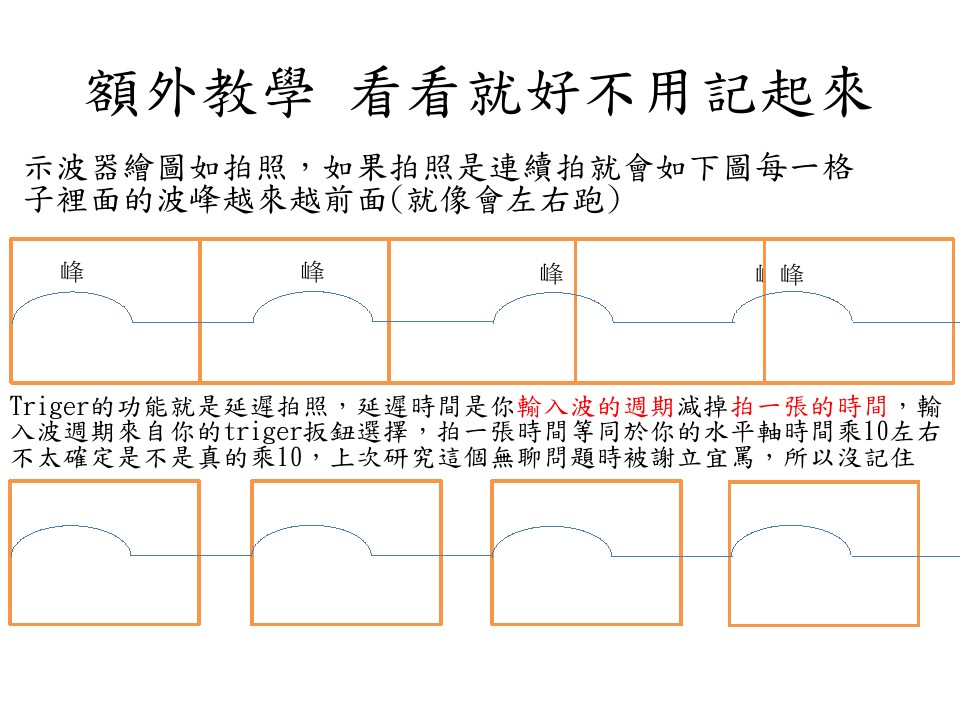 額外教學 看看就好不用記起來
示波器繪圖如拍照，如果拍照是連續拍就會如下圖每一格
子裡面的波峰越來越前面(就像會左右跑)
峰
峰
峰
峰
Triger的功能就是延遲拍照，延遲時間是你輸入波的週期減掉拍一張的時間，輸
入波週期來自你的triger扳鈕選擇，拍一張時間等同於你的水平軸時間乘10左右
不太確定是不是真的乘10，上次研究這個無聊問題時被謝立宜罵，所以沒記住